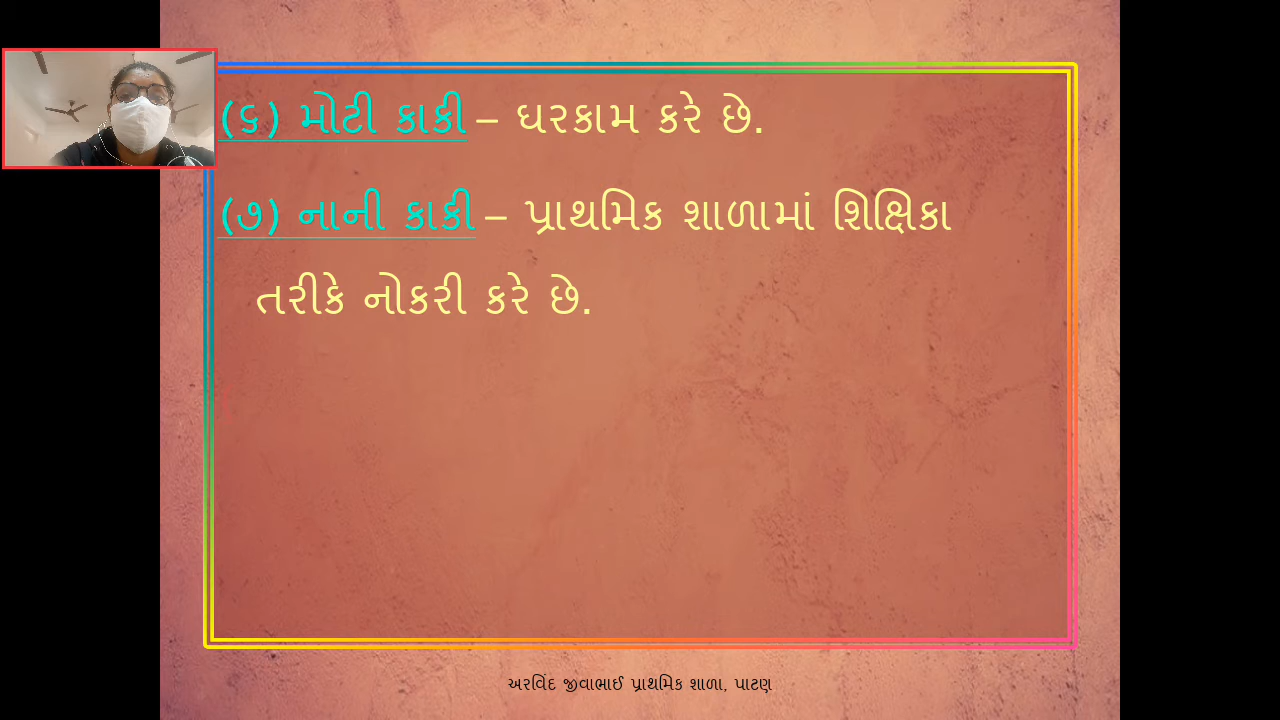 (૬) મોટી કાકી – ઘરકામ કરે છે.
(૭) નાની કાકી – પ્રાથમિક શાળામાં શિક્ષિકા
તરીકે નોકરી કરે છે.
અરવિંદ જીવાભાઈ પ્રાથમિક શાળા, પાટણ